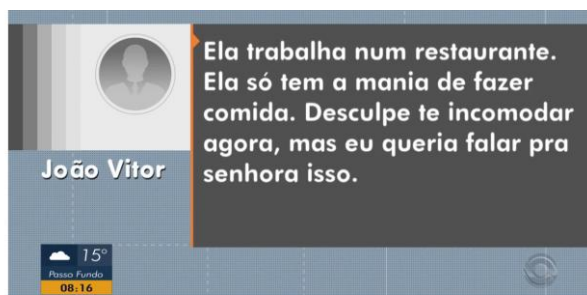 Ela trabalha num restaurante.
Ela só tem a mania de fazer
comida. Desculpe te incomodar
agora, mas eu queria falar pra
senhora isso.
João Vitor
15°
Passo Fundo
08:16